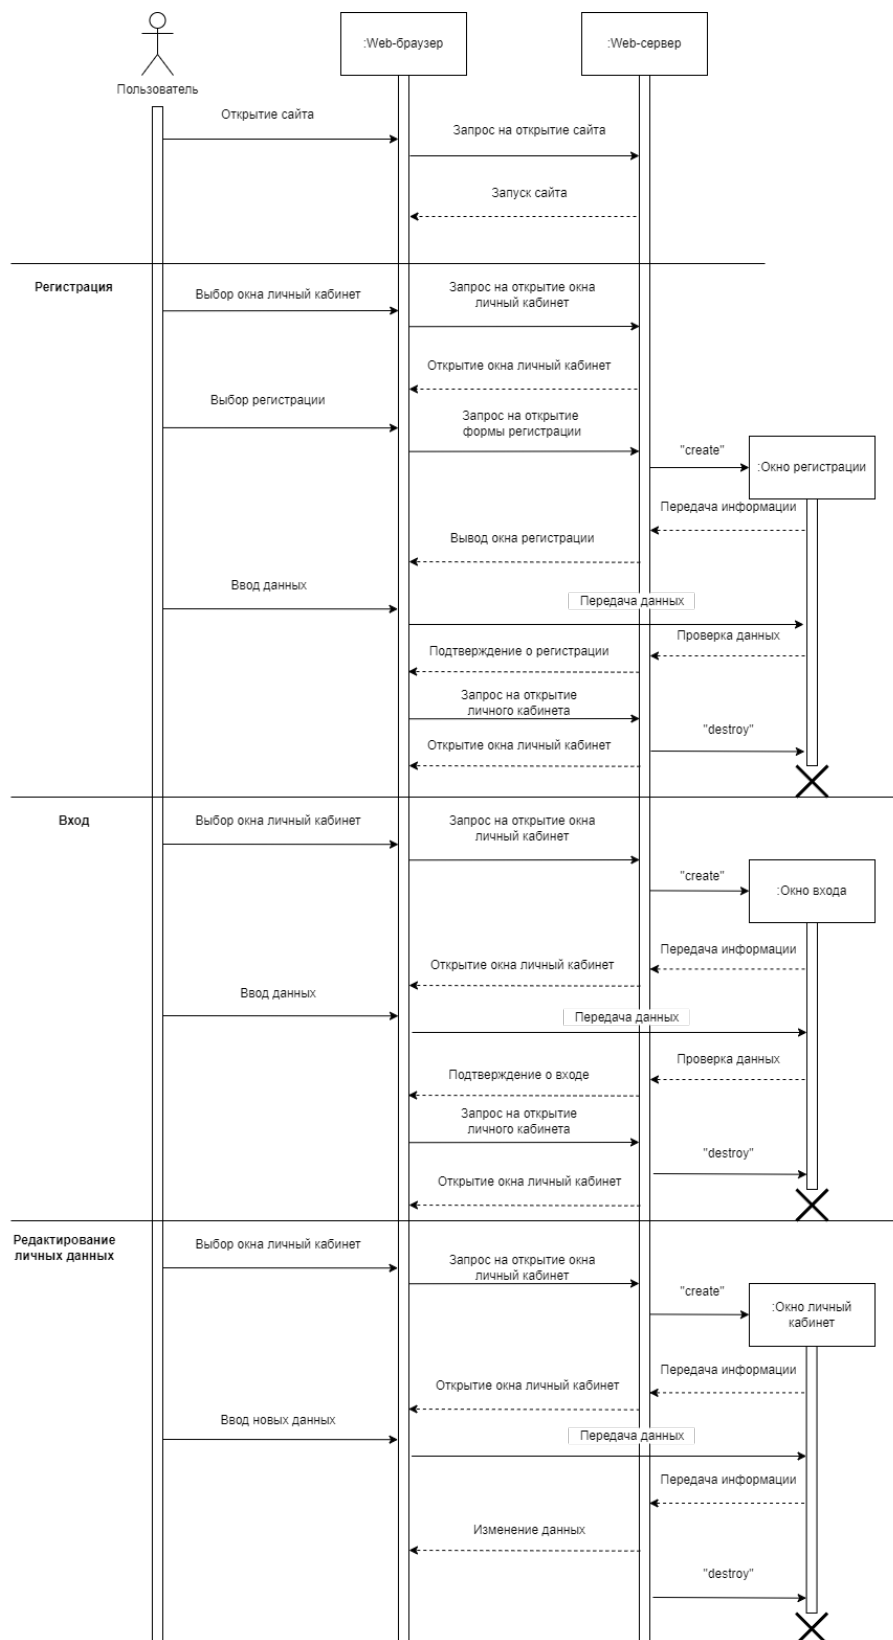 :Web-браузер
:Web-сервер
Пользователь
Открытие сайта
Запрос на открытие сайта
Запуск сайта
Регистрация
Выбор окна личный кабинет
Запрос на открытие окна
личный кабинет
Открытие окна личный кабинет
Выбор регистрации
Запрос на открытие
формы регистрации
"create"
:Окно регистрации
Передача информации
Вывод окна регистрации
Ввод данных
Передача данных
Проверка данных
Подтверждение о регистрации
Запрос на открытие
личного кабинета
"destroy"
Открытие окна личный кабинет
Вход
Выбор окна личный кабинет
Запрос на открытие окна
личный кабинет
"create"
:Окно входа
Передача информации
Открытие окна личный кабинет
Ввод данных
Передача данных
Проверка данных
Подтверждение о входе
Запрос на открытие
личного кабинета
"destroy"
Открытие окна личный кабинет
Редактирование
личных данных
Выбор окна личный кабинет
Запрос на открытие окна
личный кабинет
"create"
:Окно личный
кабинет
Передача информации
Открытие окна личный кабинет
Ввод новых данных
Передача данных
Передача информации
Изменение данных
"destroy"